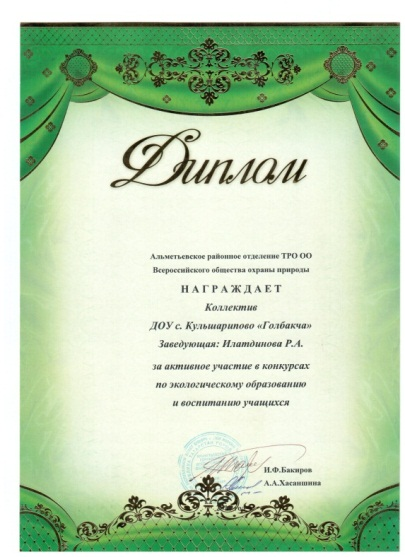 Диплом
Альметьевское районное отделение ТРО ОО
Всероссийского общества охраны природы
НАГРАЖДАЕТ
Коллектив
ДОУ с. Кульшарипово «Голбакча»
Заведующая: Илатдинова Р.А.
за активное участие в конкурсах
по экологическому образованию
и воспитанию учащихся
И.Ф.Бакиров
А.А.Хасаншина